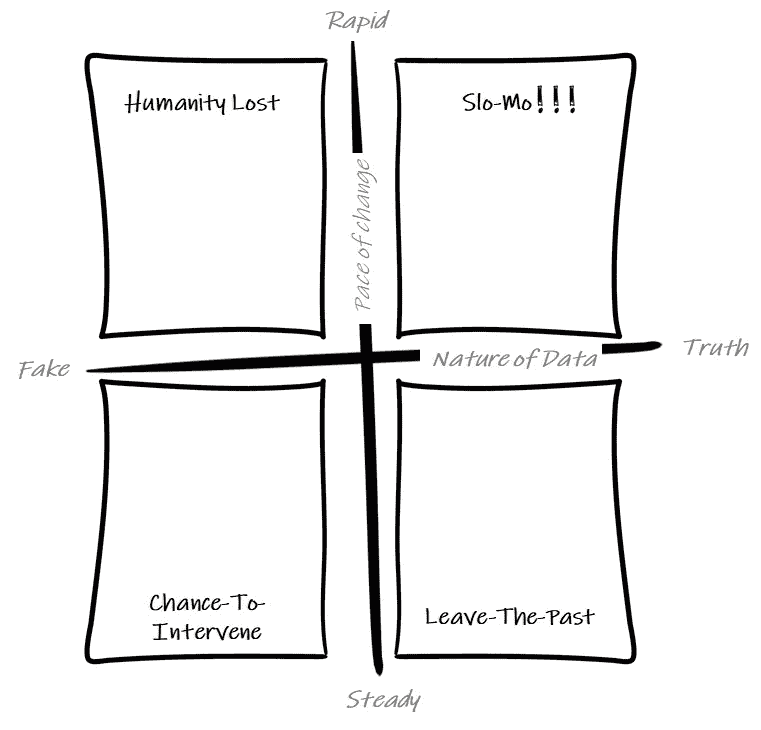 Rapid
Humanity Lost
Slo-Mo!!!
Pace of change
Fake
Nature of Data
Truth
Chance-To-
Intervene
Leave-The-Past
Steady